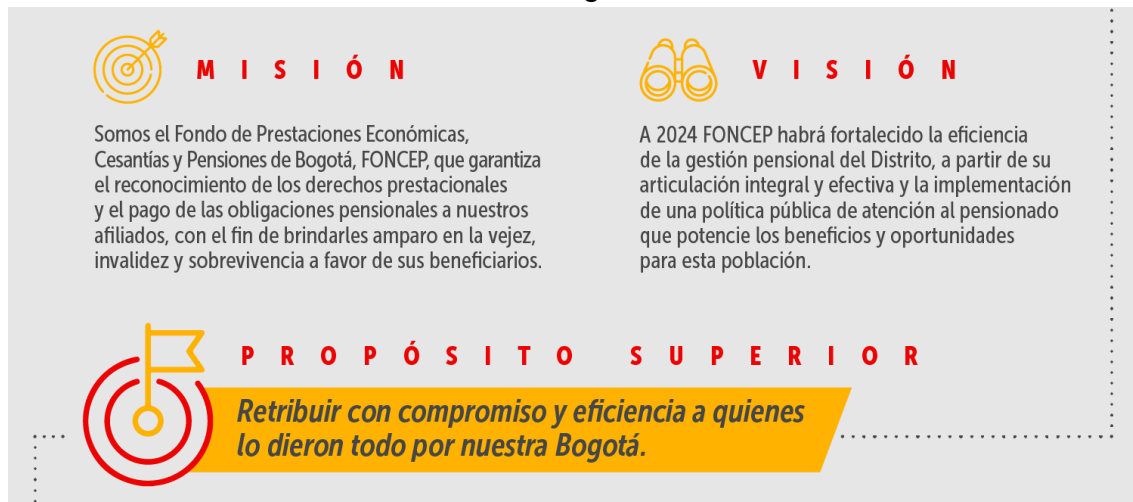 MISIÓN
Somos el Fondo de Prestaciones Económicas,
Cesantías y Pensiones de Bogotá, FONCEP, que garantiza
el reconocimiento de los derechos prestacionales
y el pago de las obligaciones pensionales a nuestros
afiliados, con el fin de brindarles amparo en la vejez,
invalidez y sobrevivencia a favor de sus beneficiarios.
VISIÓN
A 2024 FONCEP habrá fortalecido la eficiencia
de la gestión pensional del Distrito, a partir de su
articulación integral y efectiva y la implementación
de una política pública de atención al pensionado
que potencie los beneficios y oportunidades
para esta población.
PROPÓSITO SUPERIOR
Retribuir con compromiso y eficiencia a quienes
lo dieron todo por nuestra Bogotá.